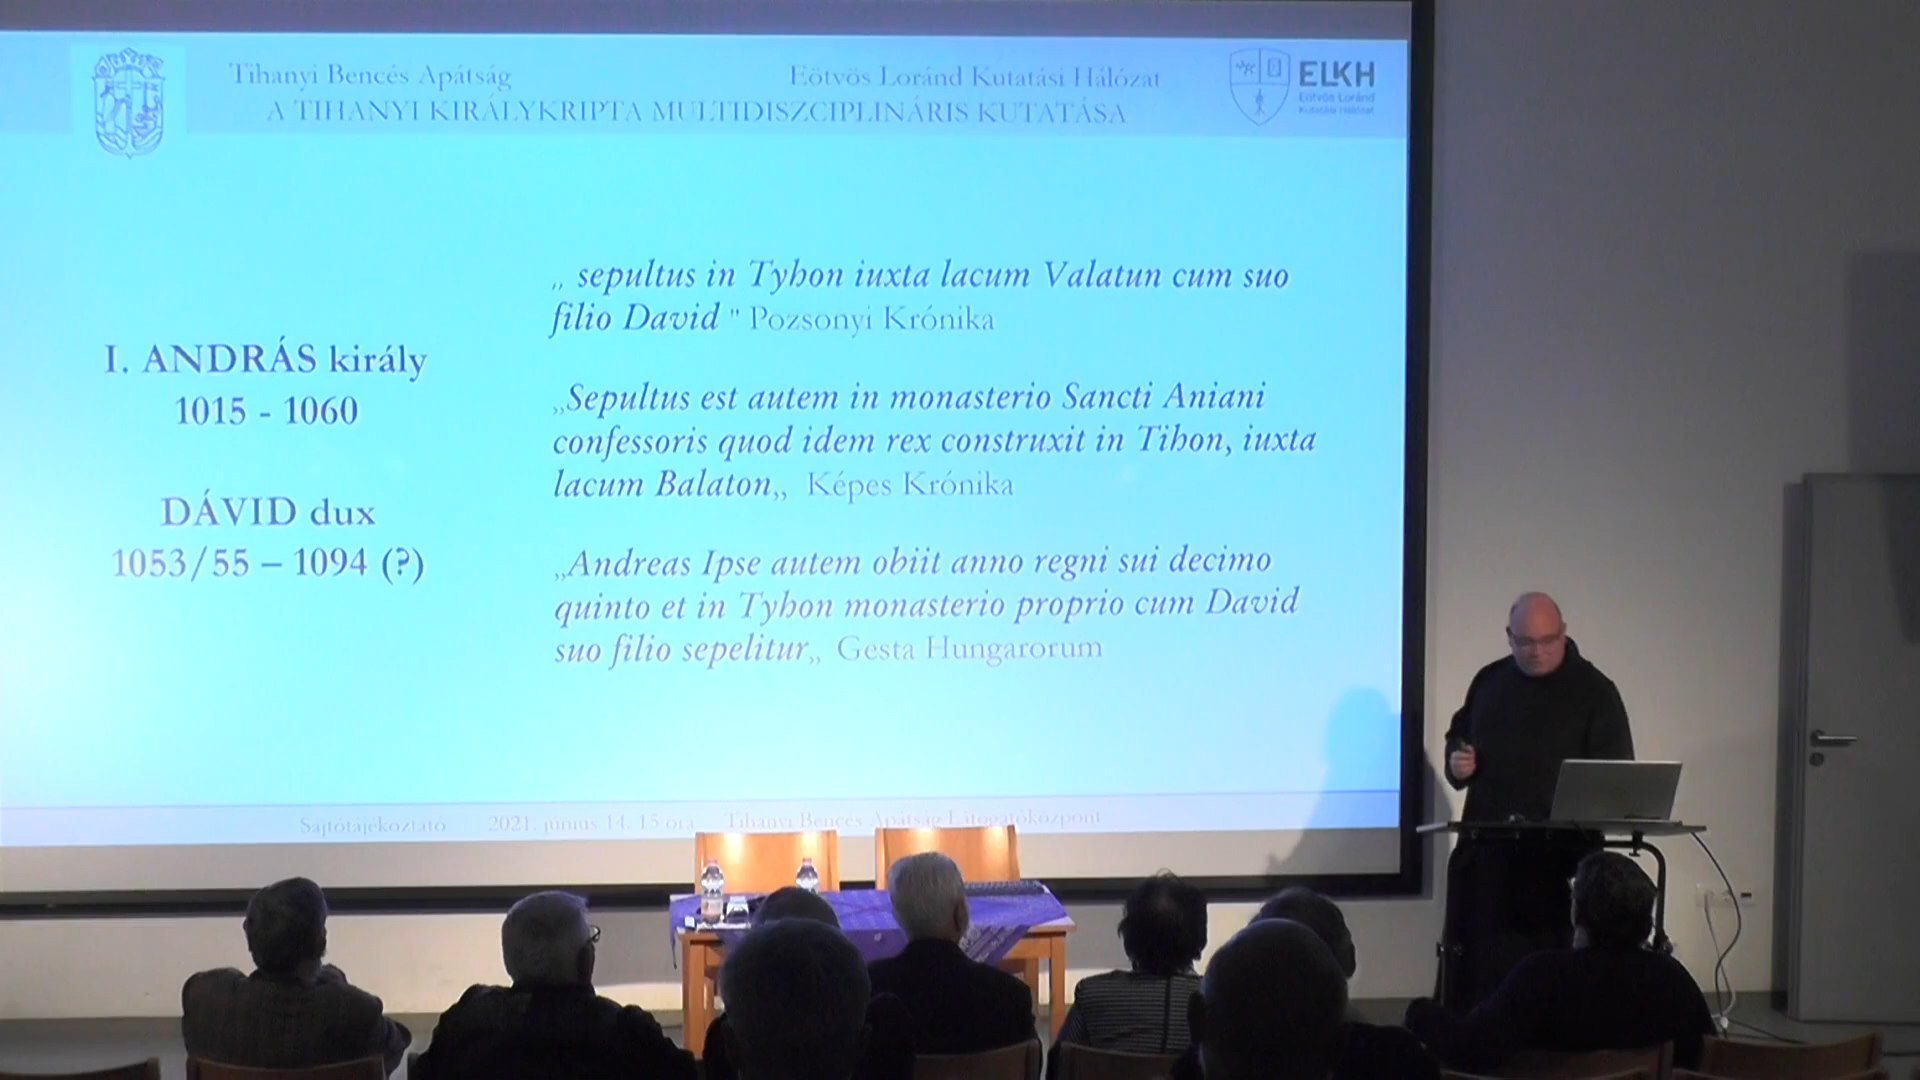 Tihanyi Bencés Apátság
Eötvös Loránd Kutatási Hálózat
A TIHANYI KIRÁLYKRIPTA MULTIDISZCIPLINÁRIS KUTATÁSA
ELKH
Eötvös Loránd
Kutatási Hálózat
I. ANDRÁS király
1015 - 1060
DÁVID dux
1053/55 – 1094 (?)
„ sepultus in Tyhon iuxta lacum Valatun cum suo
filio David " Pozsonyi Krónika
„Sepultus est autem in monasterio Sancti Aniani
confessoris quod idem rex construxit in Tihon, iuxta
lacum Balaton„ Képes Krónika
„Andreas Ipse autem obiit anno regni sui decimo
quinto et in Tyhon monasterio proprio cum David
suo filio sepelitur„ Gesta Hungarorum
Sajtótájékoztató 2021. június 14. 15 óra Tihanyi Bencés Apátság Látogatóközpont